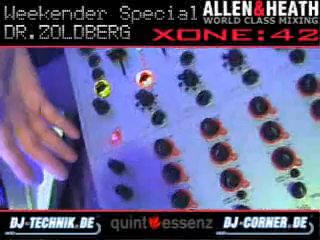 Weekender Special
DR.ZOLDBERG
ALLEN&HEATH
WORLD CLASS MIXING
XONE:42
DJ-TECHNIK.DE
quintessenz
DJ-CORNER.DE